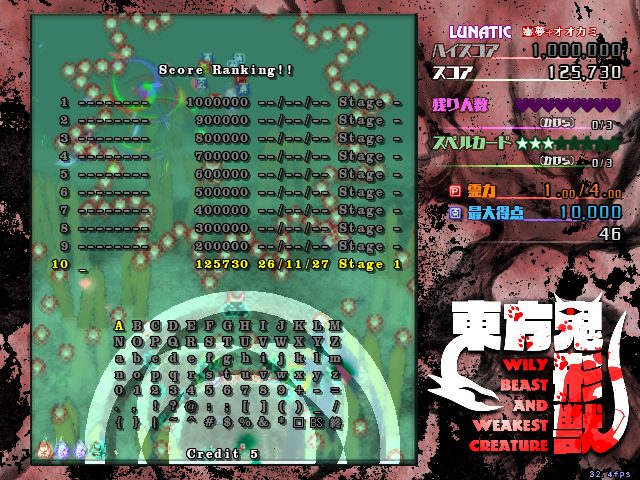 Score Ranking!!
1 -------- 1000000 --/--/-- Stage -
2 -------- 900000 --/--/-- Stage -
3 -------- 800000 --/--/-- Stage -
4 -------- 700000 --/--/-- Stage -
5 -------- 600000 --/--/-- Stage -
6 -------- 500000 --/--/-- Stage -
7 -------- 400000 --/--/-- Stage -
8 -------- 300000 --/--/-- Stage -
9 -------- 200000 --/--/-- Stage -
10 _ 125730 26/11/27 Stage 1
A B C D E F G H I J K L M
N O P Q R S T U V W X Y Z
a b c d e f g h i j k l m
n o p q r s t u v w x y z
0 1 2 3 4 5 6 7 8 9 + - =
. , ! ? @ : ; [ ] ( ) _ /
{ } | ~ ^ # $ % & * □ BS 終
Credit 5
LUNATIC 霊夢+オオカミ
ハイスコア 1,000,000
スコア 125,730
残り人数
(かけら) 0/3
スペルカード ★★★★★★★★★
(かけら) 0/3
P 霊力 1.00/4.00
最大得点 10,000
46
東方鬼形獣
WILY
BEAST
AND
WEAKEST
CREATURE
32.4fps